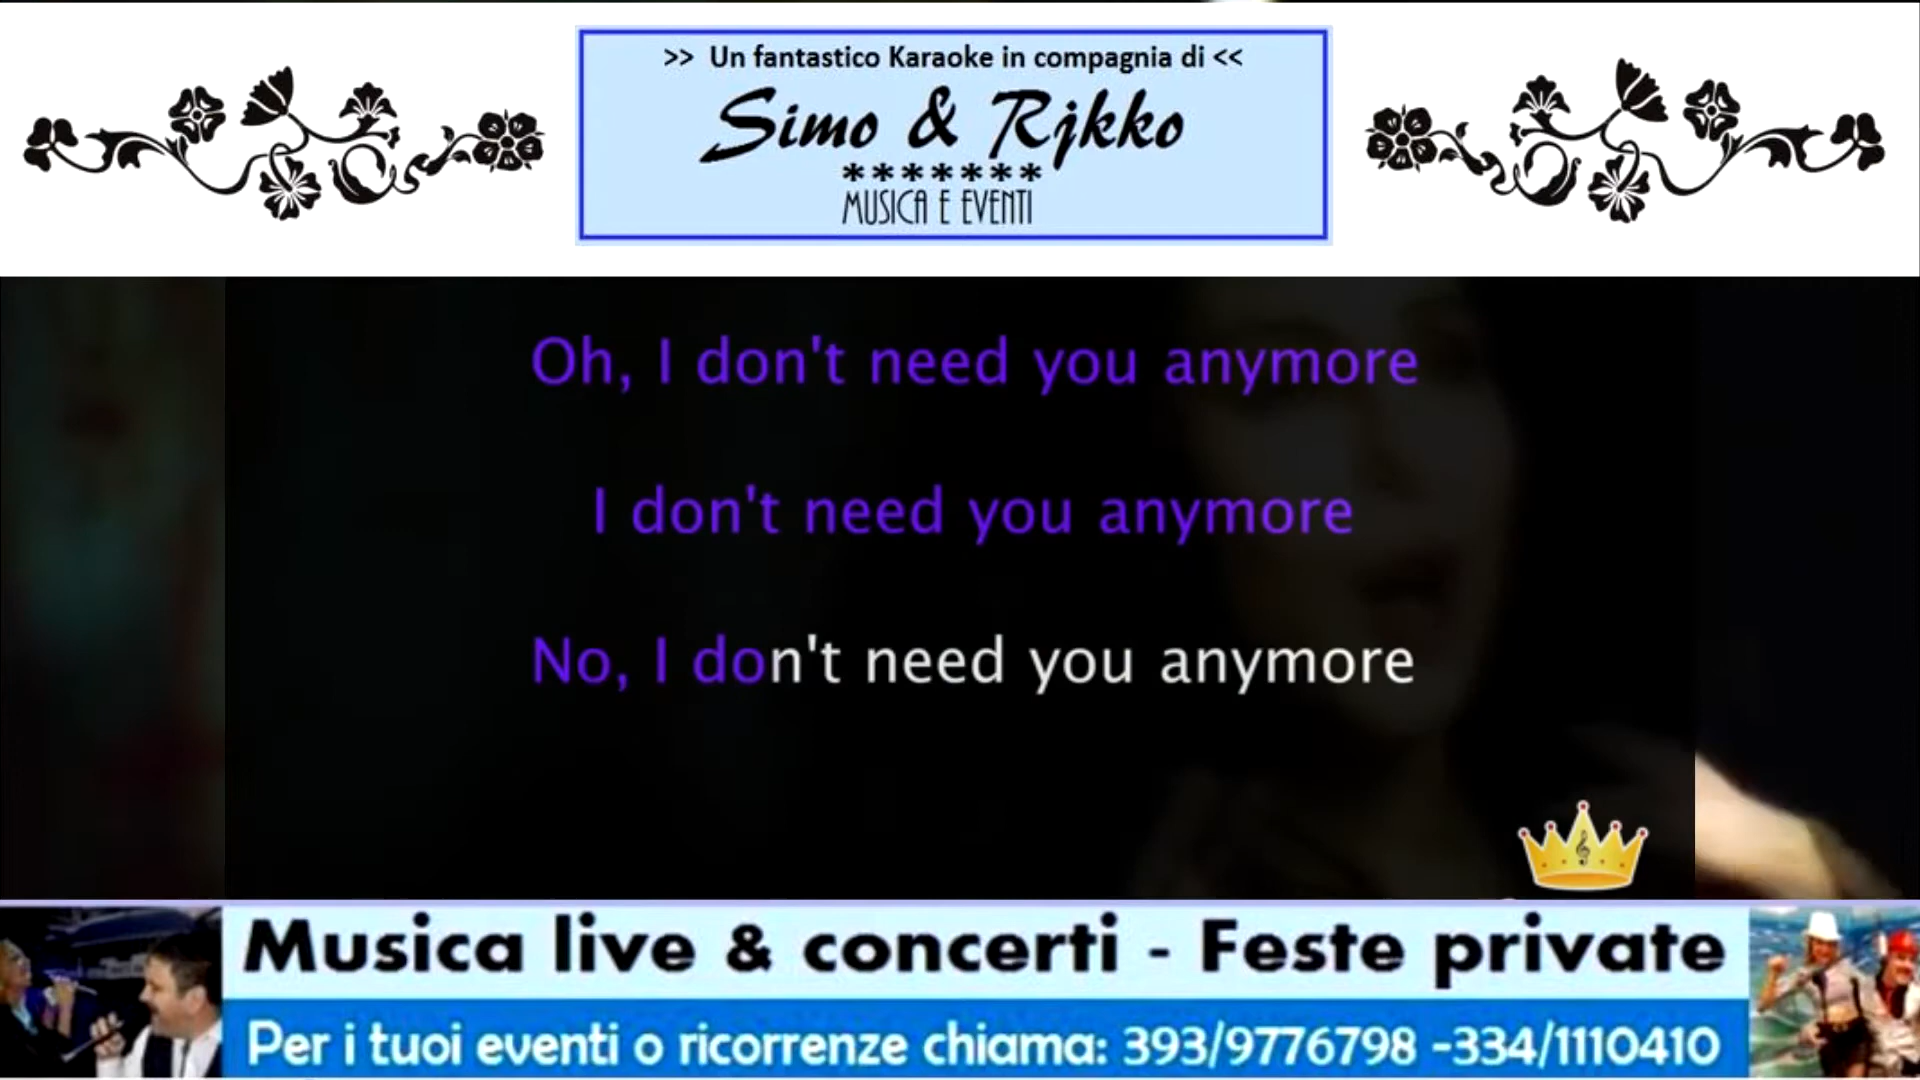 >> Un fantastico Karaoke in compagnia di <<
Simo & Rjkko
*******
MUSICA E EVENTI
Oh, I don't need you anymore
I don't need you anymore
No, I don't need you anymore
Musica live & concerti - Feste private
Per i tuoi eventi o ricorrenze chiama: 393/9776798 -334/1110410